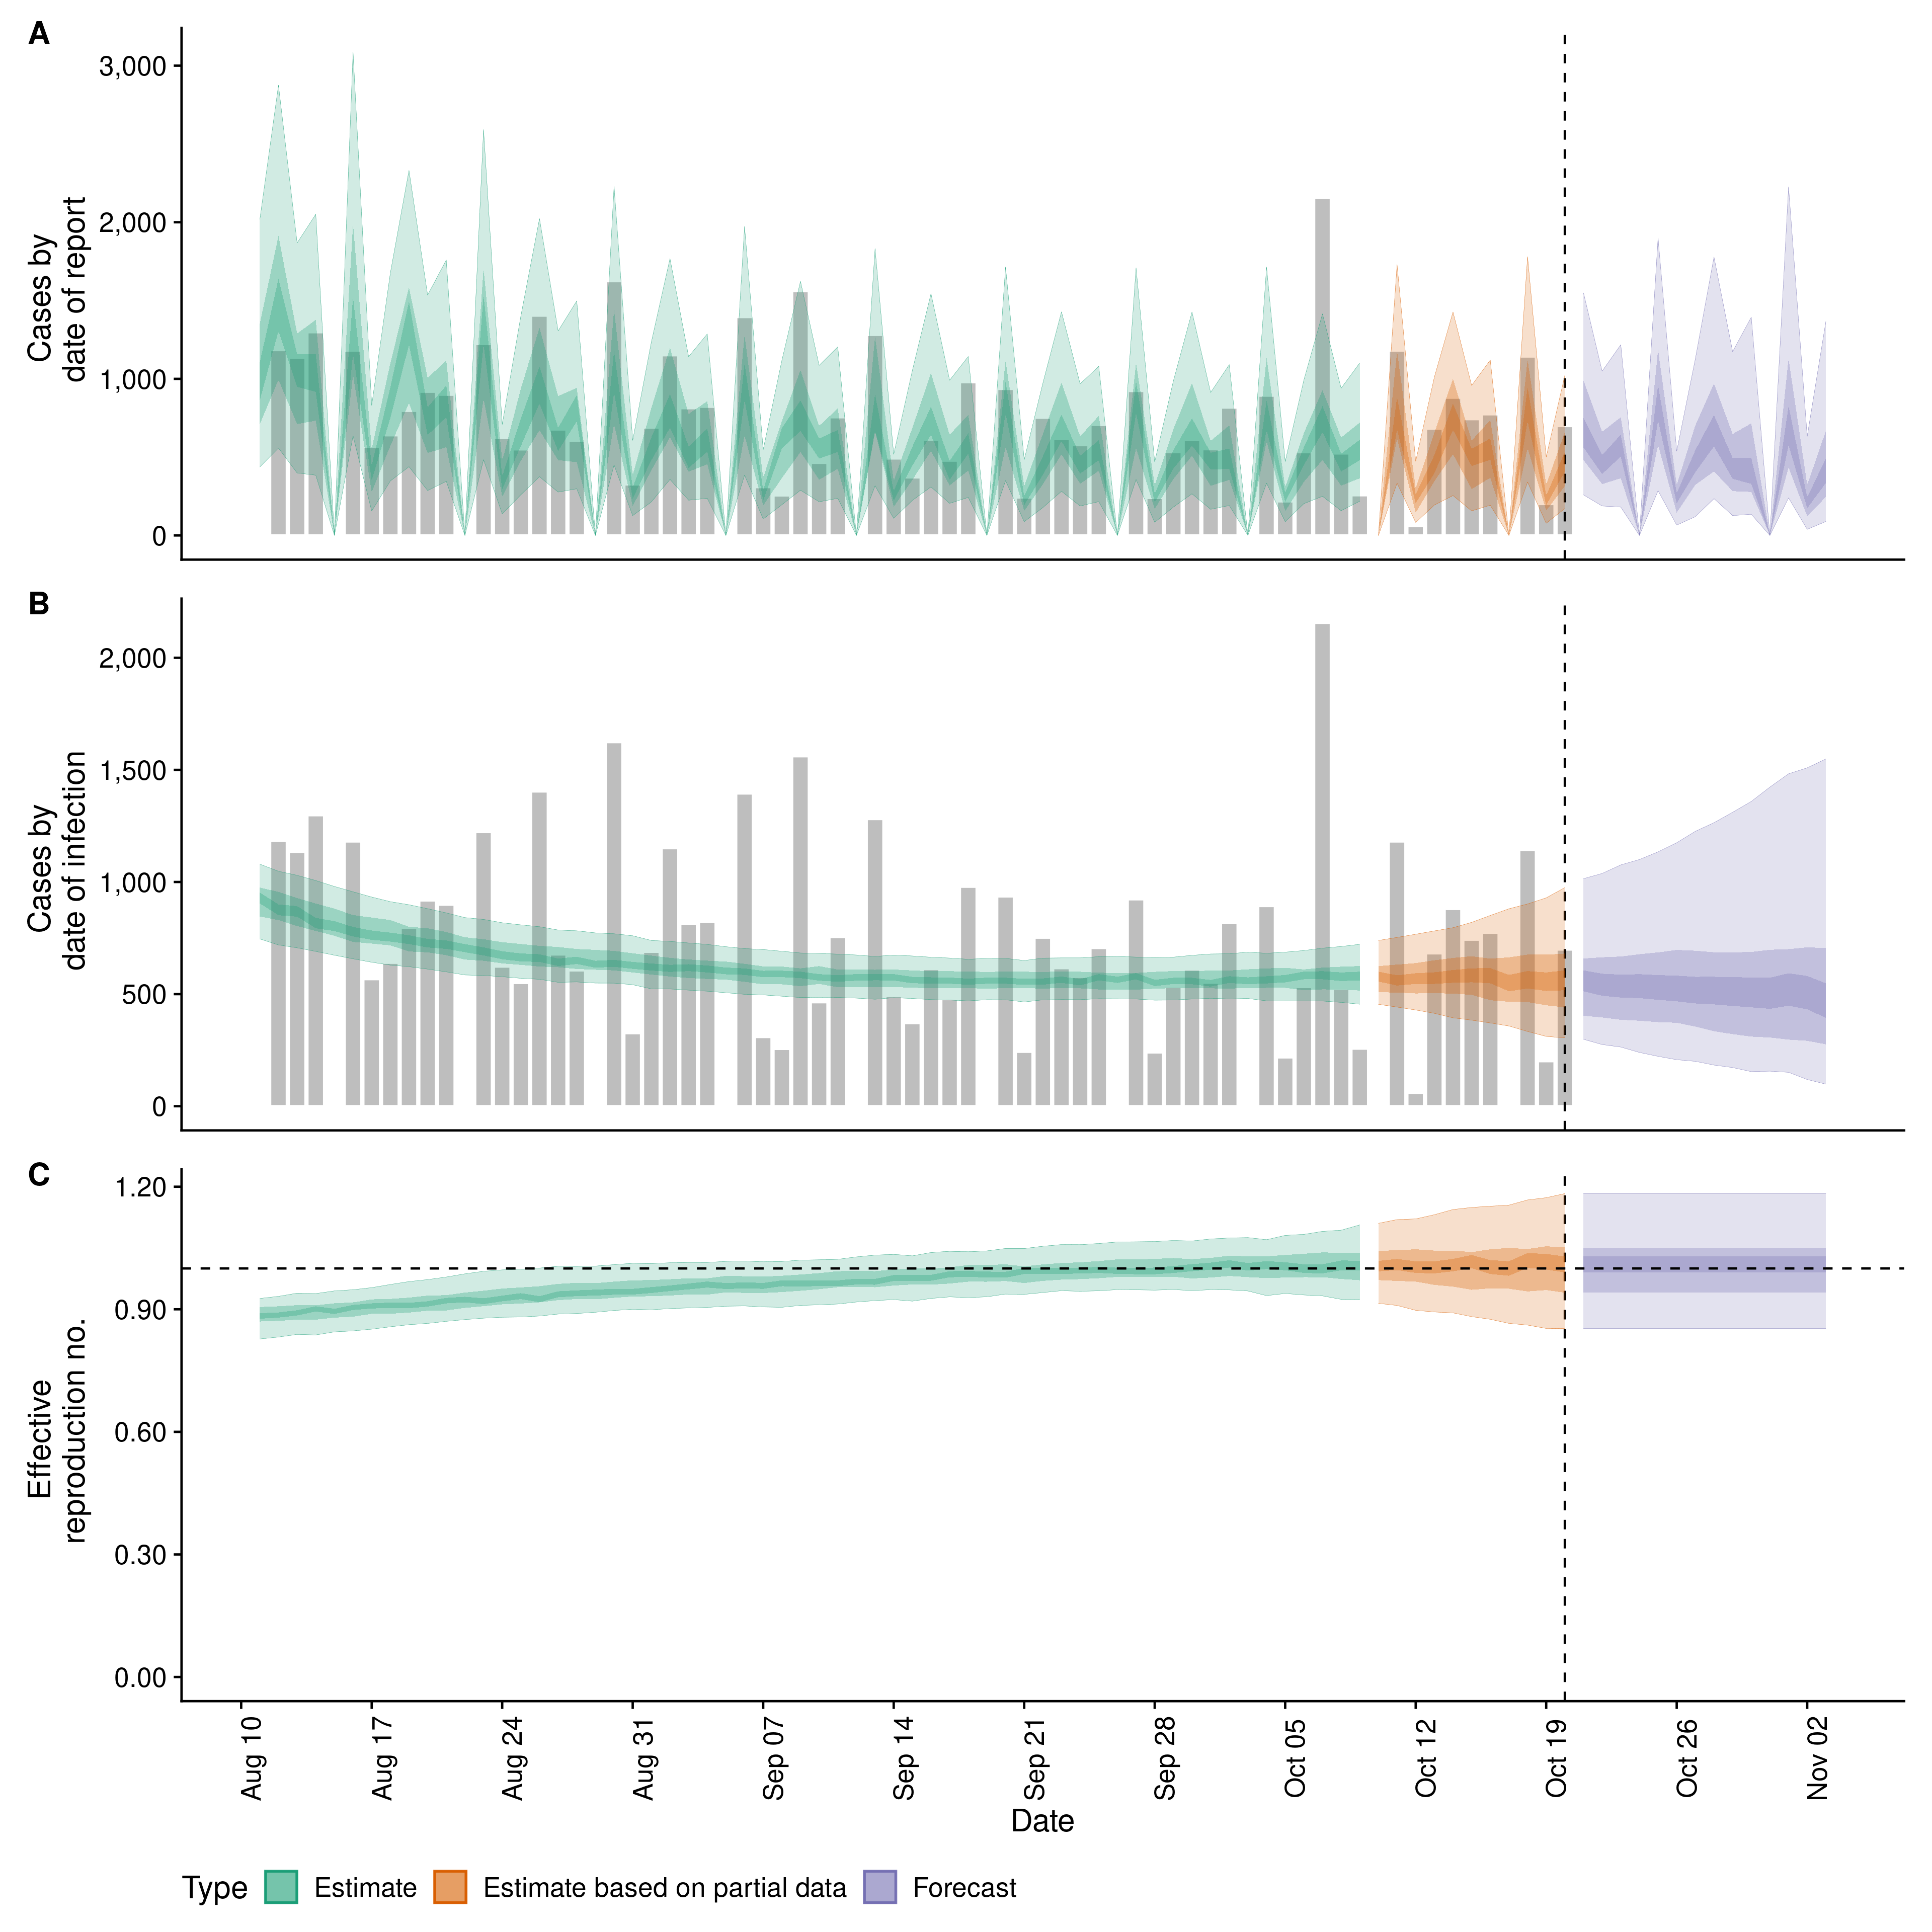 A
Cases by
date of report
3,000
2,000
1,000
0
B
Cases by
date of infection
2,000
1,500
1,000
500
0
C
Effective
reproduction no.
1.20
0.90
0.60
0.30
0.00
Aug 10
Aug 17
Aug 24
Aug 31
Sep 07
Sep 14
Sep 21
Sep 28
Oct 05
Oct 12
Oct 19
Oct 26
Nov 02
Date
Type Estimate Estimate based on partial data Forecast